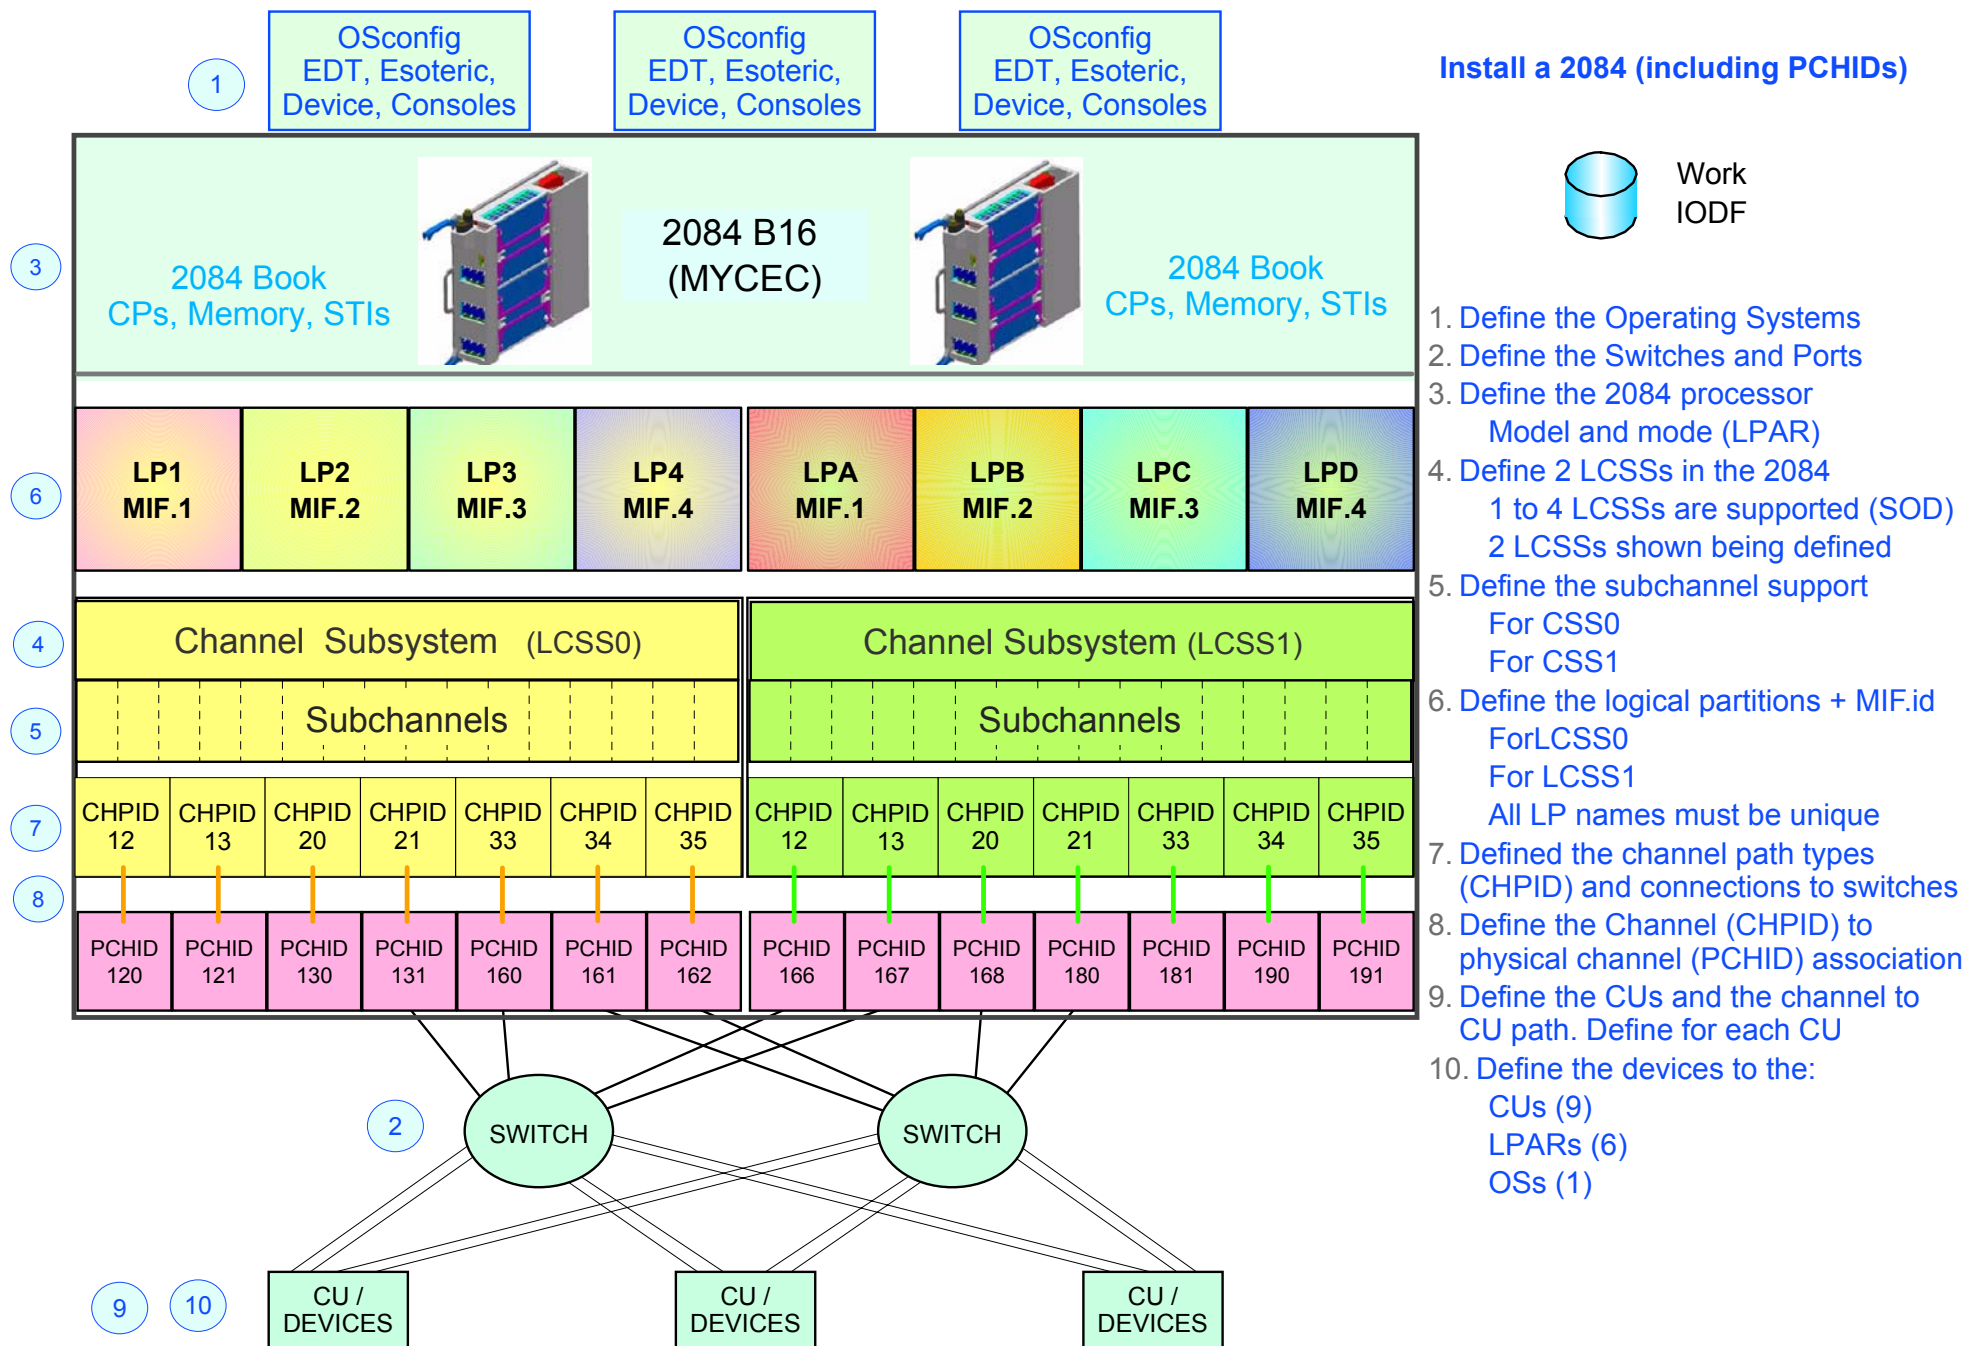 OSconfig
EDT, Esoteric,
Device, Consoles
OSconfig
EDT, Esoteric,
Device, Consoles
OSconfig
EDT, Esoteric,
Device, Consoles
1
Install a 2084 (including PCHIDs)
Work
IODF
3
2084 Book
CPs, Memory, STIs
2084 B16
(MYCEC)
2084 Book
CPs, Memory, STIs
6
LP1
MIF.1
LP2
MIF.2
LP3
MIF.3
LP4
MIF.4
LPA
MIF.1
LPB
MIF.2
LPC
MIF.3
LPD
MIF.4
4
Channel Subsystem (LCSS0)
Channel Subsystem (LCSS1)
5
Subchannels
Subchannels
7
CHPID
12
CHPID
13
CHPID
20
CHPID
21
CHPID
33
CHPID
34
CHPID
35
CHPID
12
CHPID
13
CHPID
20
CHPID
21
CHPID
33
CHPID
34
CHPID
35
8
PCHID
120
PCHID
121
PCHID
130
PCHID
131
PCHID
160
PCHID
161
PCHID
162
PCHID
166
PCHID
167
PCHID
168
PCHID
180
PCHID
181
PCHID
190
PCHID
191
2
SWITCH
SWITCH
9
10
CU /
DEVICES
CU /
DEVICES
CU /
DEVICES
1. Define the Operating Systems
2. Define the Switches and Ports
3. Define the 2084 processor
Model and mode (LPAR)
4. Define 2 LCSSs in the 2084
1 to 4 LCSSs are supported (SOD)
2 LCSSs shown being defined
5. Define the subchannel support
For CSS0
For CSS1
6. Define the logical partitions + MIF.id
ForLCSS0
For LCSS1
All LP names must be unique
7. Defined the channel path types
(CHPID) and connections to switches
8. Define the Channel (CHPID) to
physical channel (PCHID) association
9. Define the CUs and the channel to
CU path. Define for each CU
10. Define the devices to the:
CUs (9)
LPARs (6)
OSs (1)